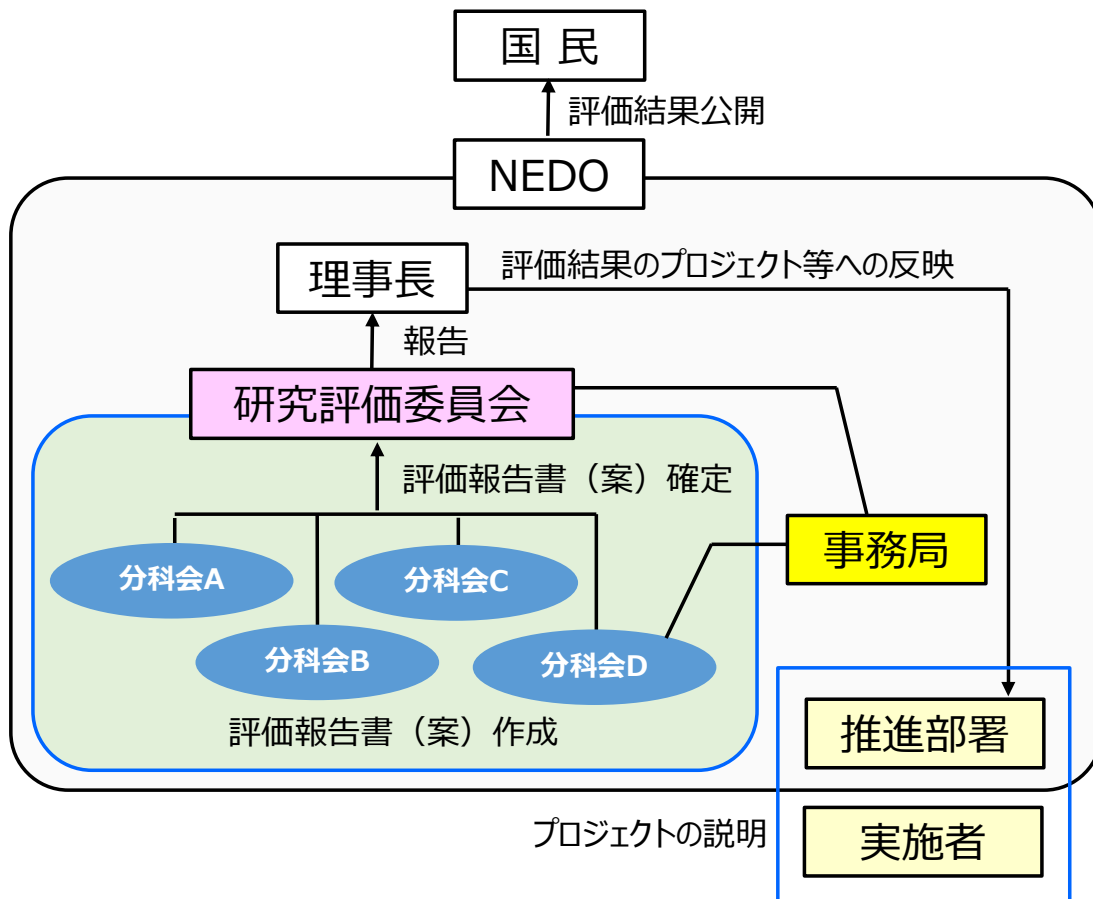 国 民
評価結果公開
NEDO
理事長
評価結果のプロジェクト等への反映
報告
研究評価委員会
評価報告書（案）確定
事務局
分科会A
分科会C
分科会B
分科会D
評価報告書（案）作成
推進部署
プロジェクトの説明
実施者